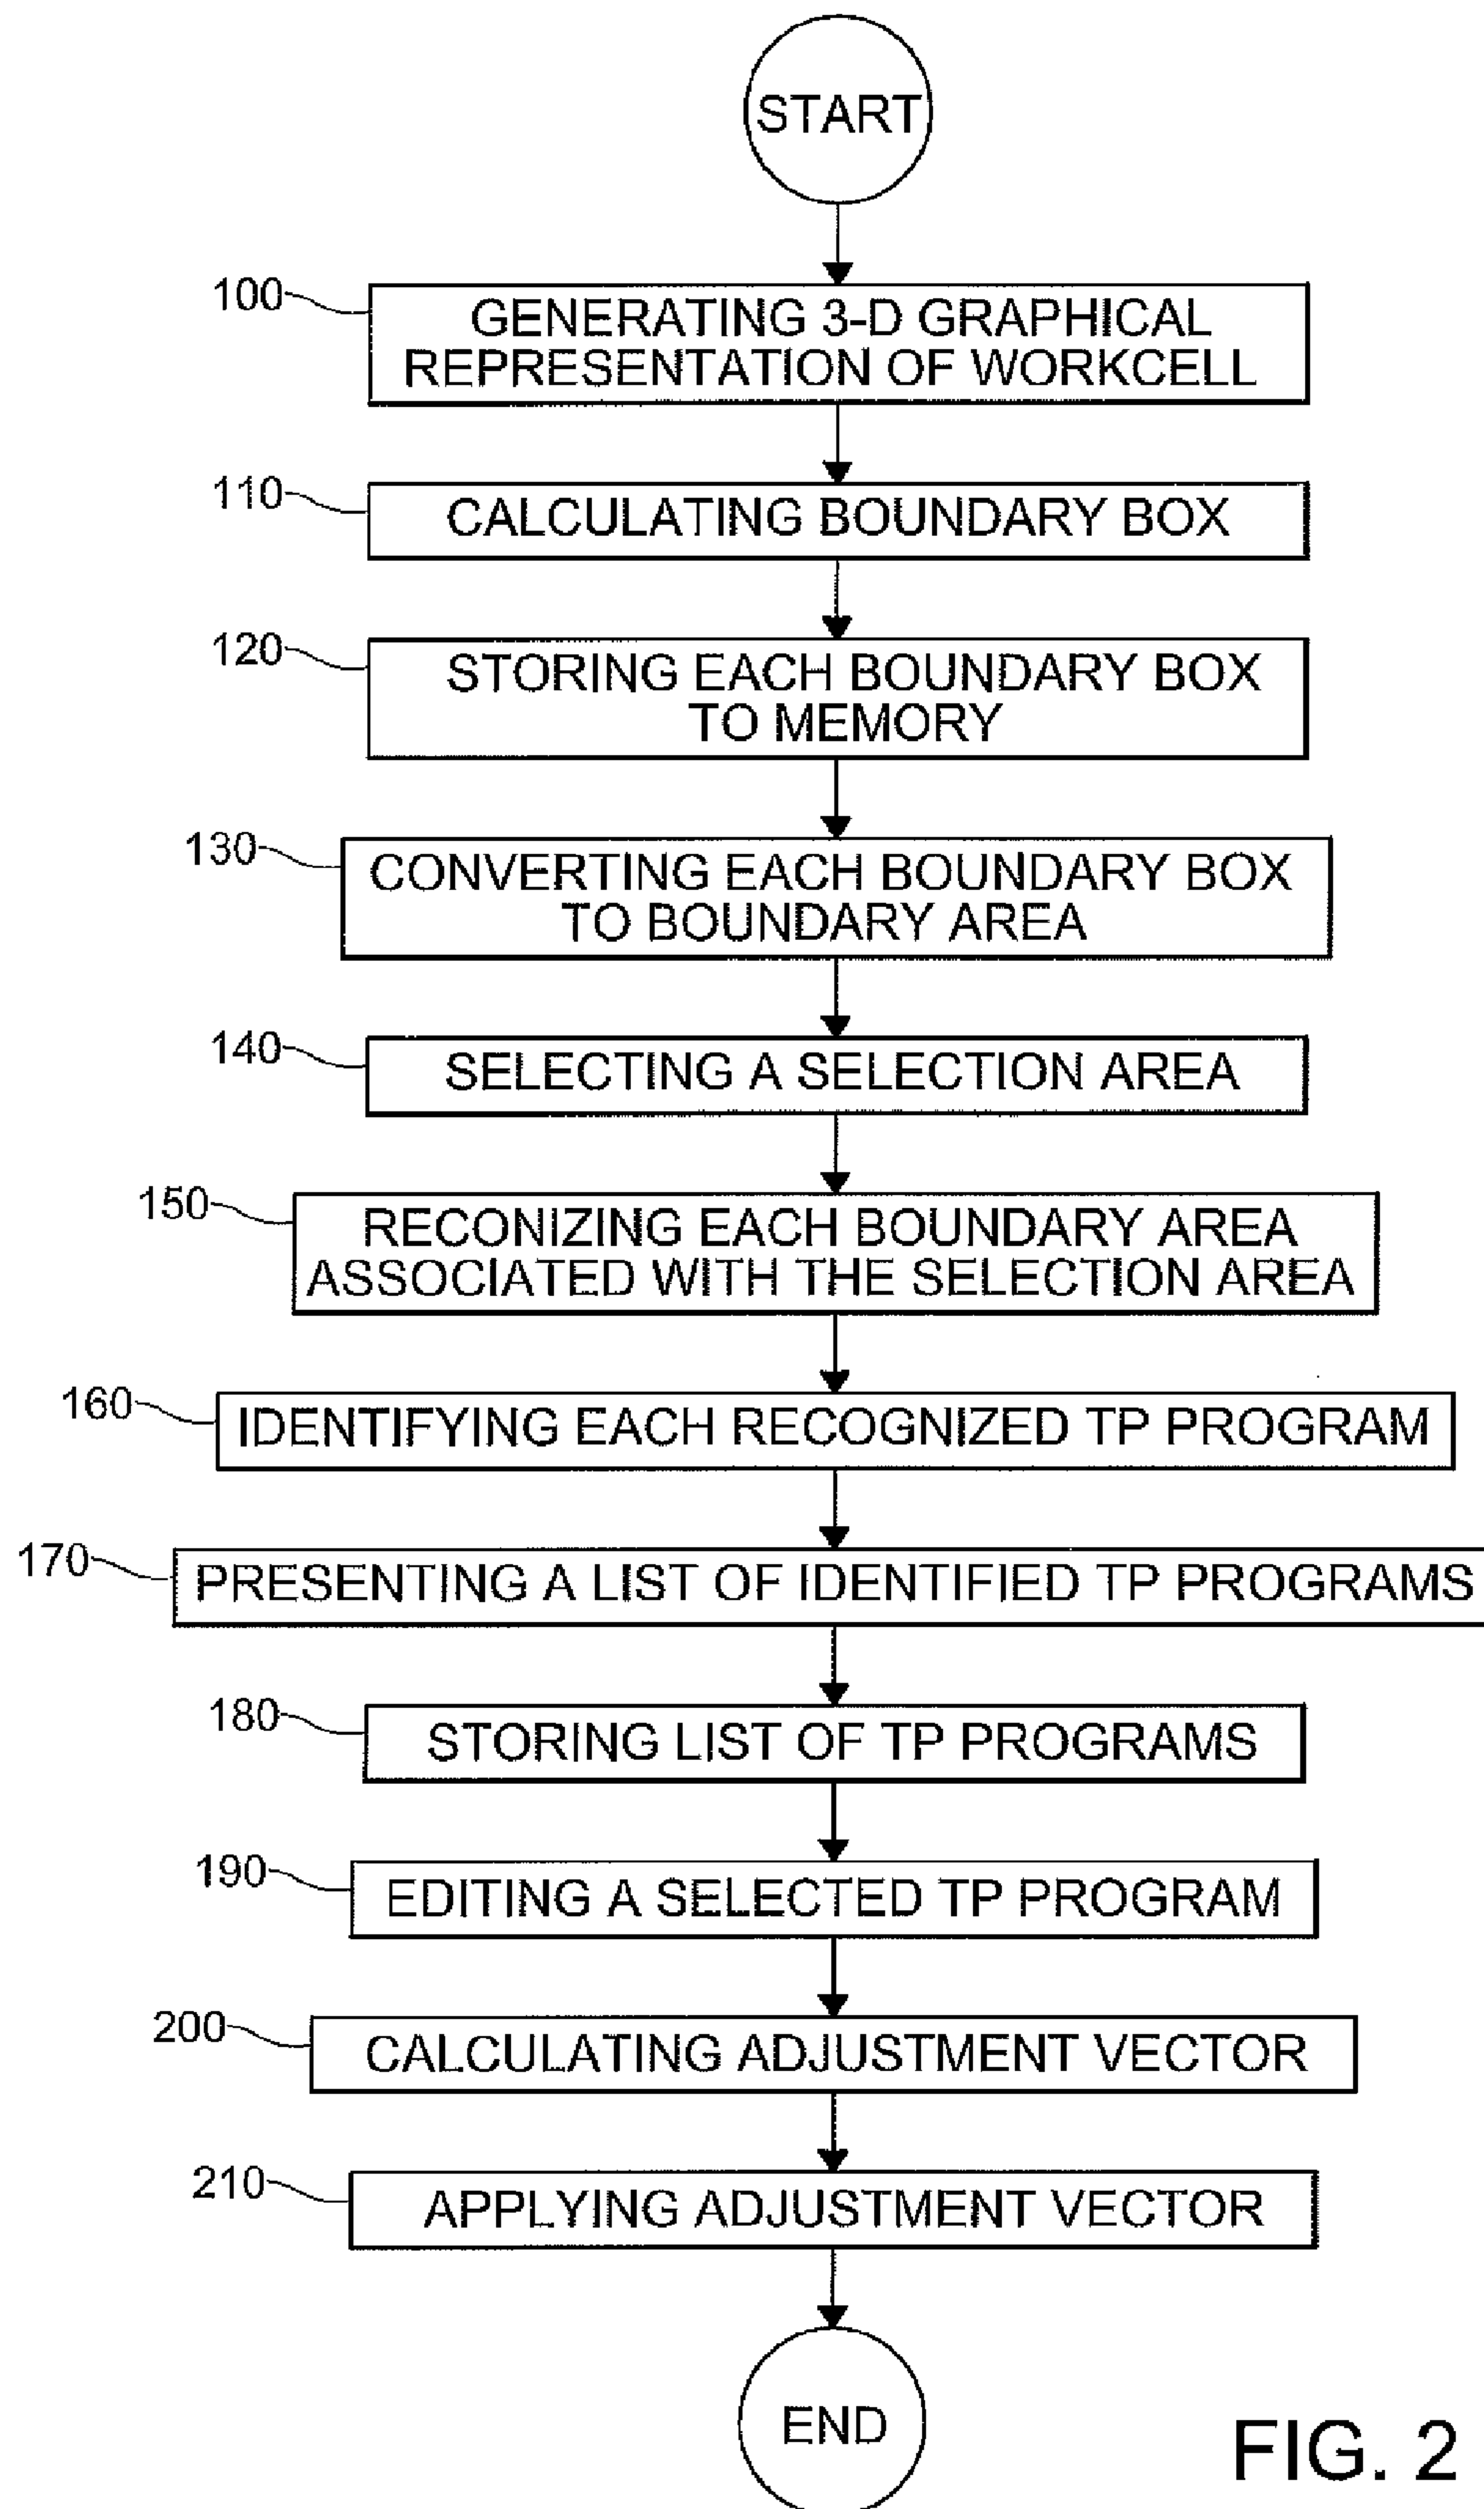 START
100
GENERATING 3-D GRAPHICAL
REPRESENTATION OF WORKCELL
110
CALCULATING BOUNDARY BOX
120
STORING EACH BOUNDARY BOX
TO MEMORY
130
CONVERTING EACH BOUNDARY BOX
TO BOUNDARY AREA
140
SELECTING A SELECTION AREA
150
RECONIZING EACH BOUNDARY AREA
ASSOCIATED WITH THE SELECTION AREA
160
IDENTIFYING EACH RECOGNIZED TP PROGRAM
170
PRESENTING A LIST OF IDENTIFIED TP PROGRAMS
180
STORING LIST OF TP PROGRAMS
190
EDITING A SELECTED TP PROGRAM
200
CALCULATING ADJUSTMENT VECTOR
210
APPLYING ADJUSTMENT VECTOR
END
FIG. 2